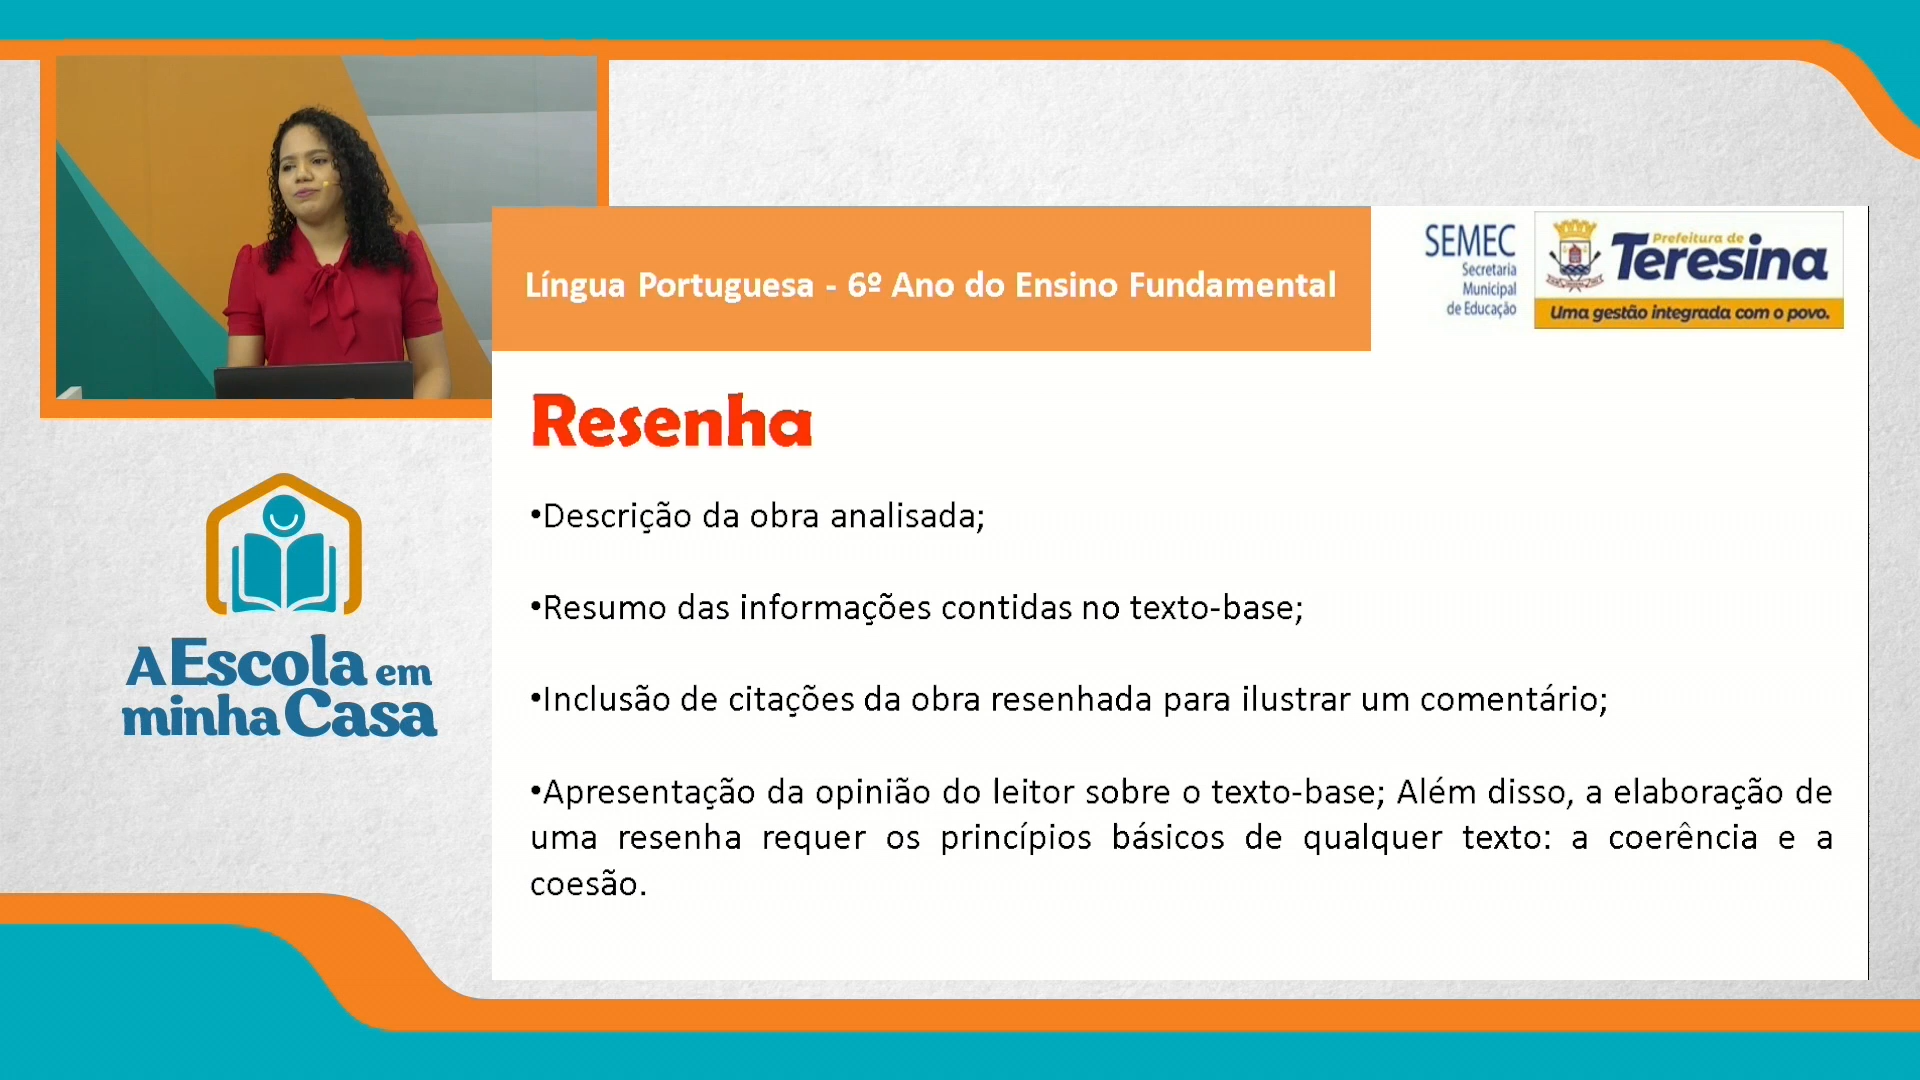 Língua Portuguesa - 6º Ano do Ensino Fundamental
SEMEC
Secretaria
Municipal
de Educação
Prefeitura de
Teresina
Uma gestão integrada com o povo.
Resenha
•Descrição da obra analisada;
•Resumo das informações contidas no texto-base;
•Inclusão de citações da obra resenhada para ilustrar um comentário;
•Apresentação da opinião do leitor sobre o texto-base; Além disso, a elaboração de
uma resenha requer os princípios básicos de qualquer texto: a coerência e a
coesão.
A Escola em
minha Casa